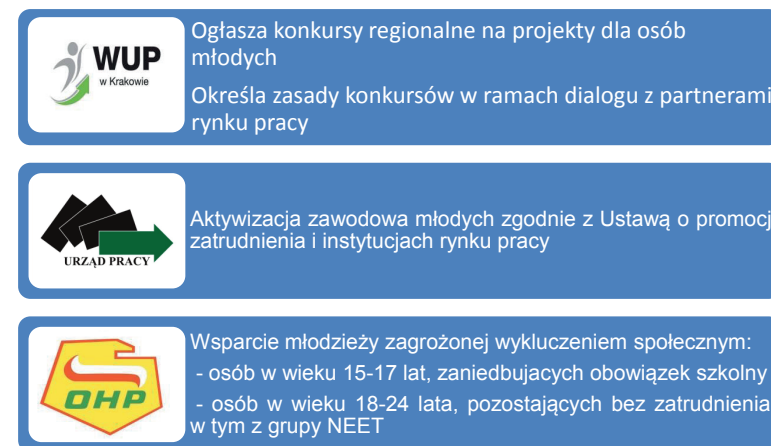 WUP
w Krakowie
Ogłasza konkursy regionalne na projekty dla osób
młodych
Określa zasady konkursów w ramach dialogu z partnerami
rynku pracy
URZĄD PRACY
Aktywizacja zawodowa młodych zgodnie z Ustawą o promocj
zatrudnienia i instytucjach rynku pracy
OHP
Wsparcie młodzieży zagrożonej wykluczeniem społecznym:
- osób w wieku 15-17 lat, zaniedbujacych obowiązek szkolny
- osób w wieku 18-24 lata, pozostających bez zatrudnienia
w tym z grupy NEET